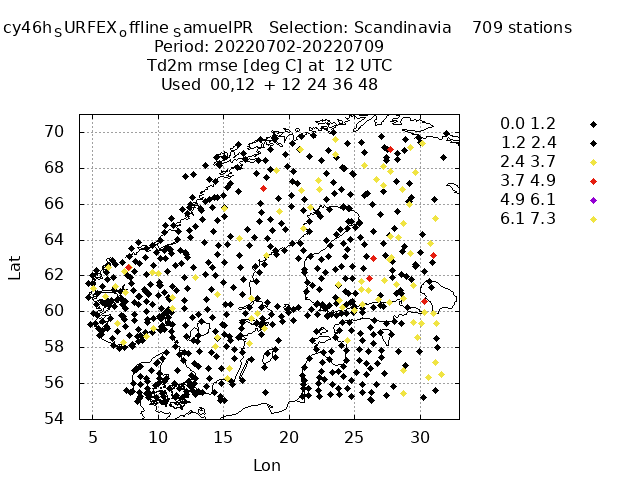 cy46h_SURFEX_offline_SamuelPR Selection: Scandinavia 709 stations
Period: 20220702-20220709
Td2m rmse [deg C] at 12 UTC
Used 00,12 + 12 24 36 48
70
68
66
64
62
60
58
56
54
Lat
5 10 15 20 25 30
Lon
0.0 1.2
1.2 2.4
2.4 3.7
3.7 4.9
4.9 6.1
6.1 7.3